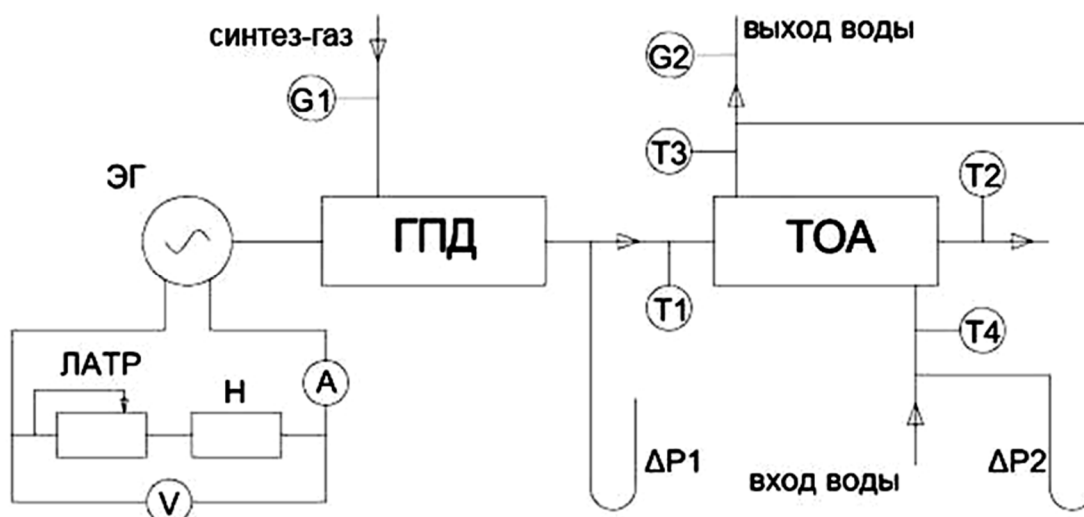 синтез-газ
выход воды
G1
G2
T3
T2
ЭГ
ГПД
ТОА
T1
T4
ЛАТР
Н
A
V
ΔP1
вход воды
ΔP2